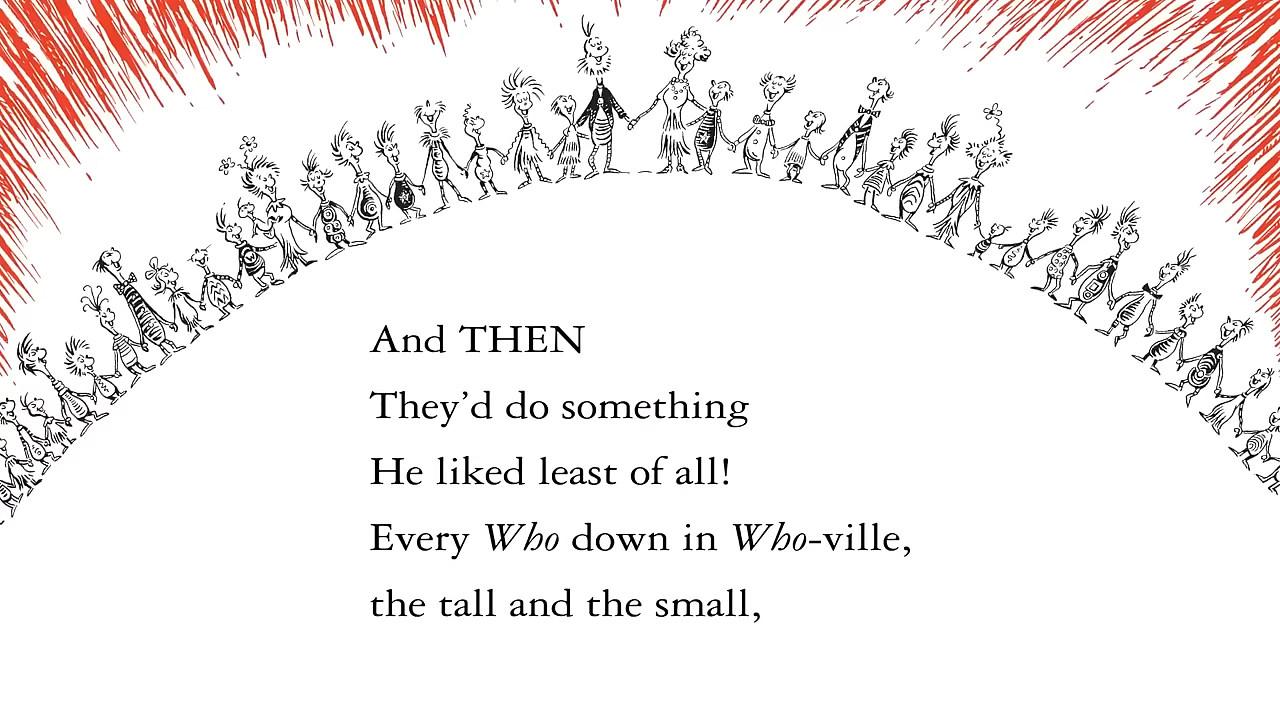 And THEN
They’d do something
He liked least of all!
Every Who down in Who-ville,
the tall and the small,